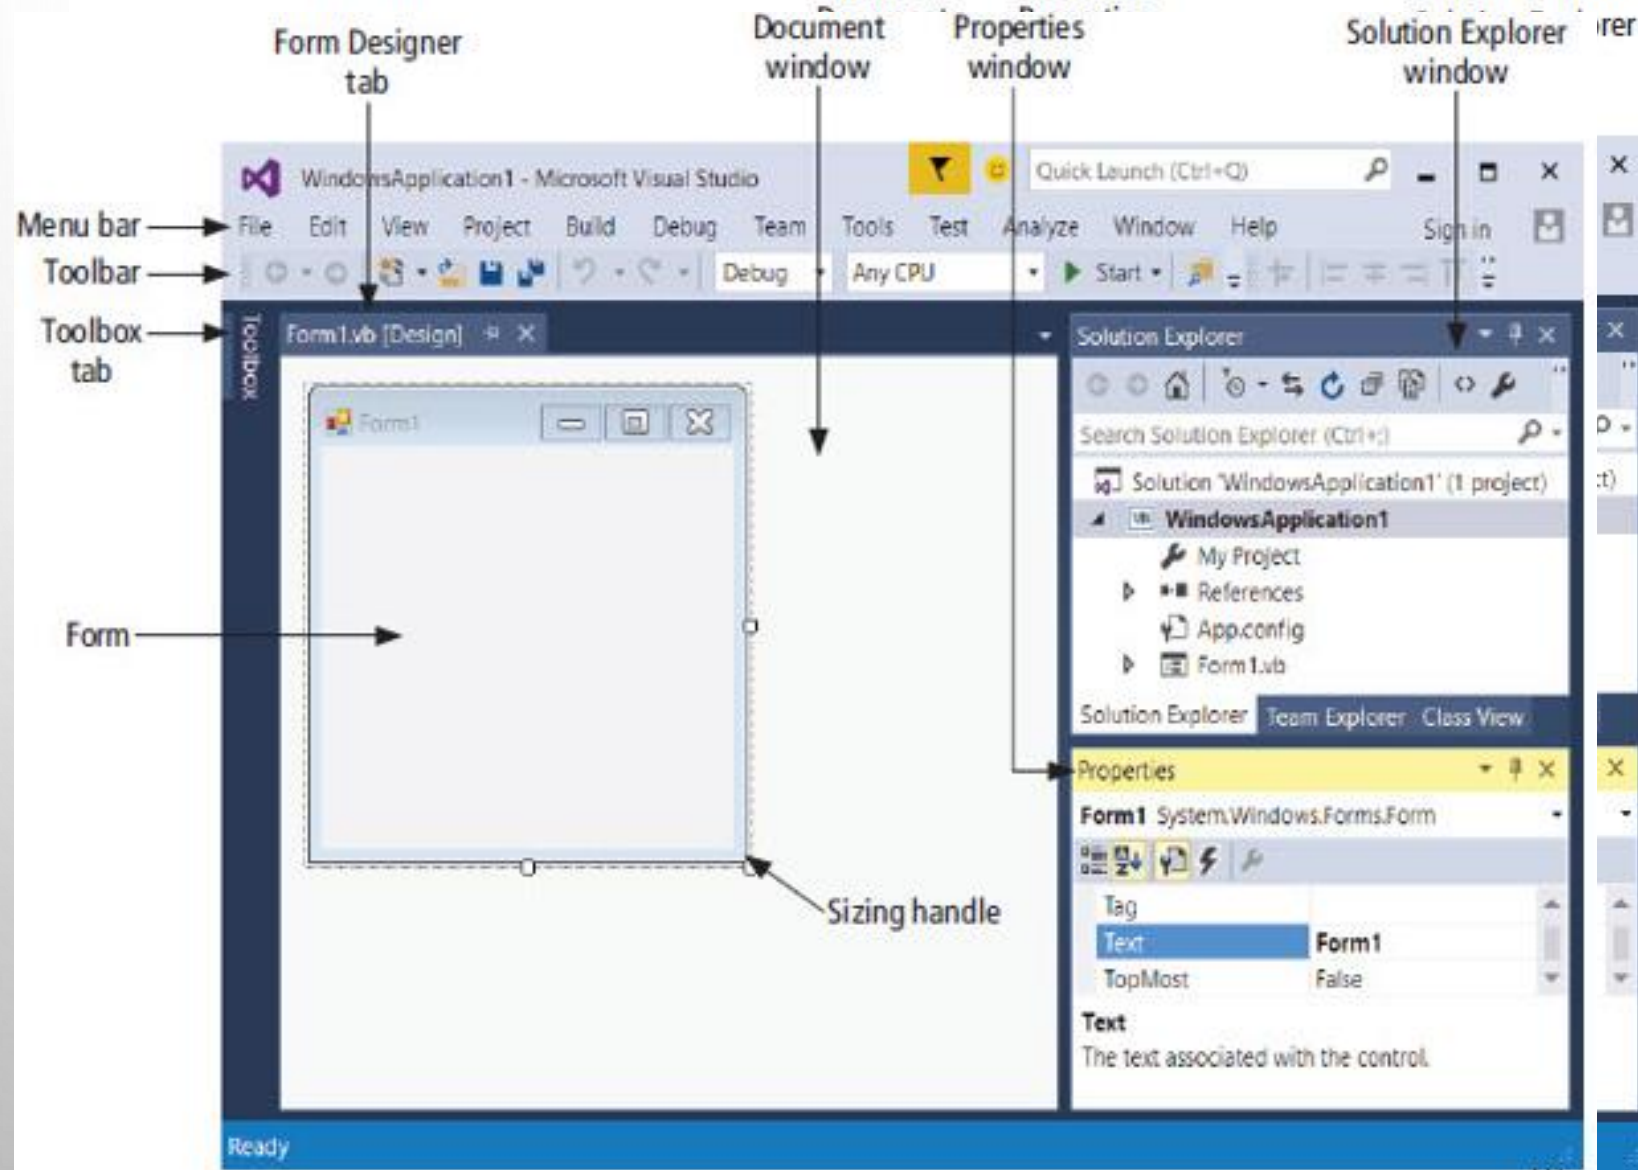 Form Designer
tab
Document
window
Properties
window
Solution Explorer
window
rer
WindowsApplication1 - Microsoft Visual Studio
Quick Launch (Ctrl+Q)
Menu bar
File Edit View Project Build Debug Team Tools Test Analyze Window Help
Sign in
Toolbar
Debug
Any CPU
Start
Toolbox
tab
Toolbox
Form1.vb [Design]
Solution Explorer
Form1
Search Solution Explorer (Ctrl+;)
Solution 'WindowsApplication1' (1 project)
:t)
WindowsApplication1
My Project
References
App.config
Form1.vb
Form
Solution Explorer Team Explorer Class View
Properties
Form1 System.Windows.Forms.Form
Sizing handle
Tag
Text Form1
TopMost False
Text
The text associated with the control.
Ready